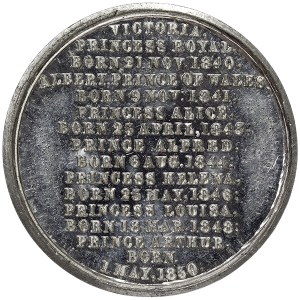 VICTORIA.
PRINCESS ROYAL.
BORN 21 NOV. 1840.
ALBERT, PRINCE OF WALES.
BORN 9 NOV. 1841.
PRINCESS ALICE
BORN 25 APRIL, 1843.
PRINCE ALFRED.
BORN 6 AUG. 1844.
PRINCESS HELENA.
BORN 25 MAY, 1846.
PRINCESS LOUISA.
BORN 18 MAR. 1848.
PRINCE ARTHUR.
BORN.
1 MAY, 1850.